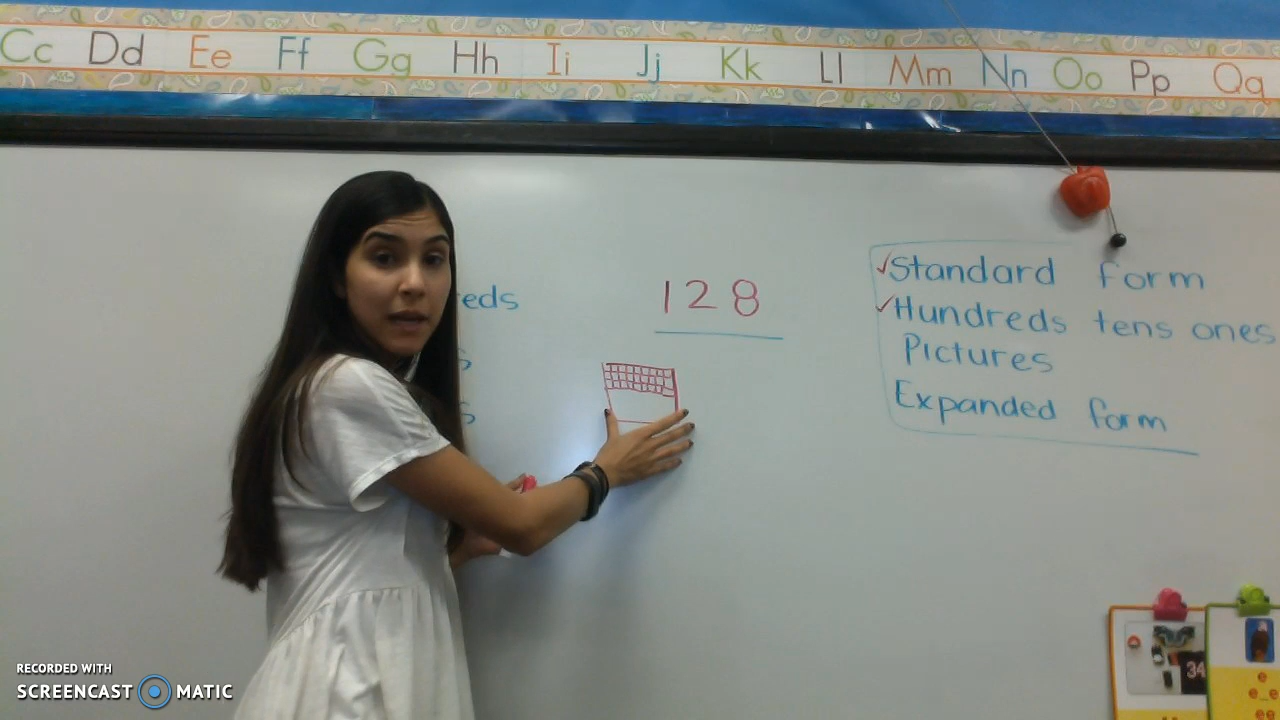 Cc Dd Ee Ff Gg Hh Ii Jj Kk Ll Mm Nn Oo Pp Qq
eds
128
s
s
✓Standard form
✓Hundreds tens ones
Pictures
Expanded form
34
RECORDED WITH
SCREENCAST MATIC